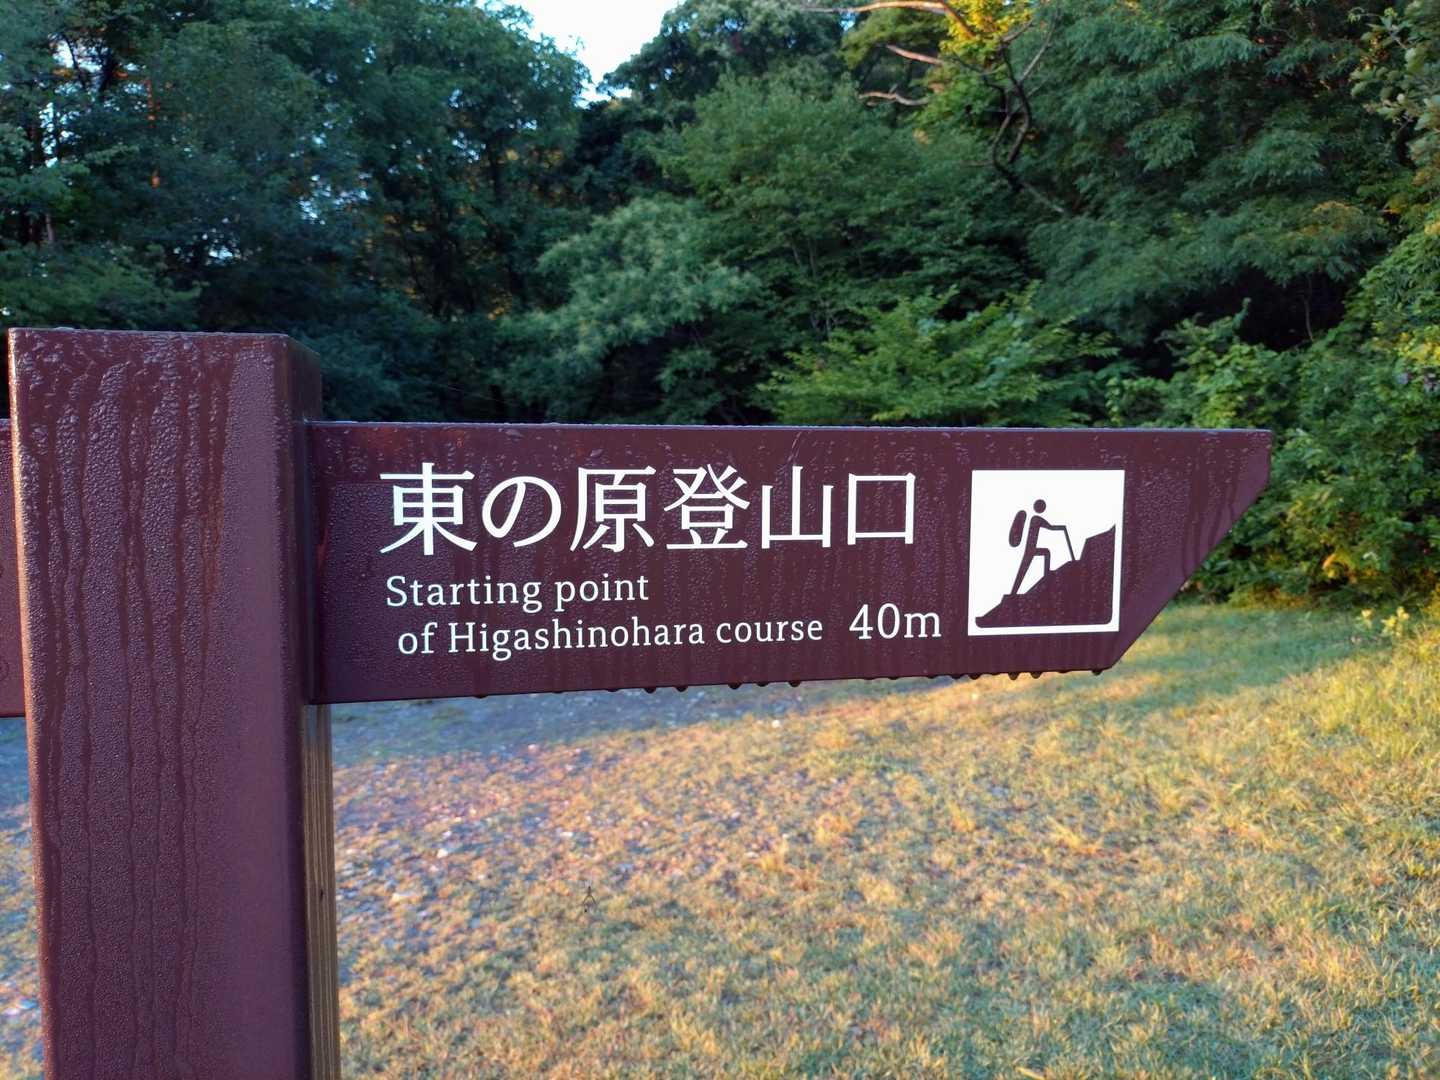 東の原登山口
Starting point
of Higashinohara course 40m